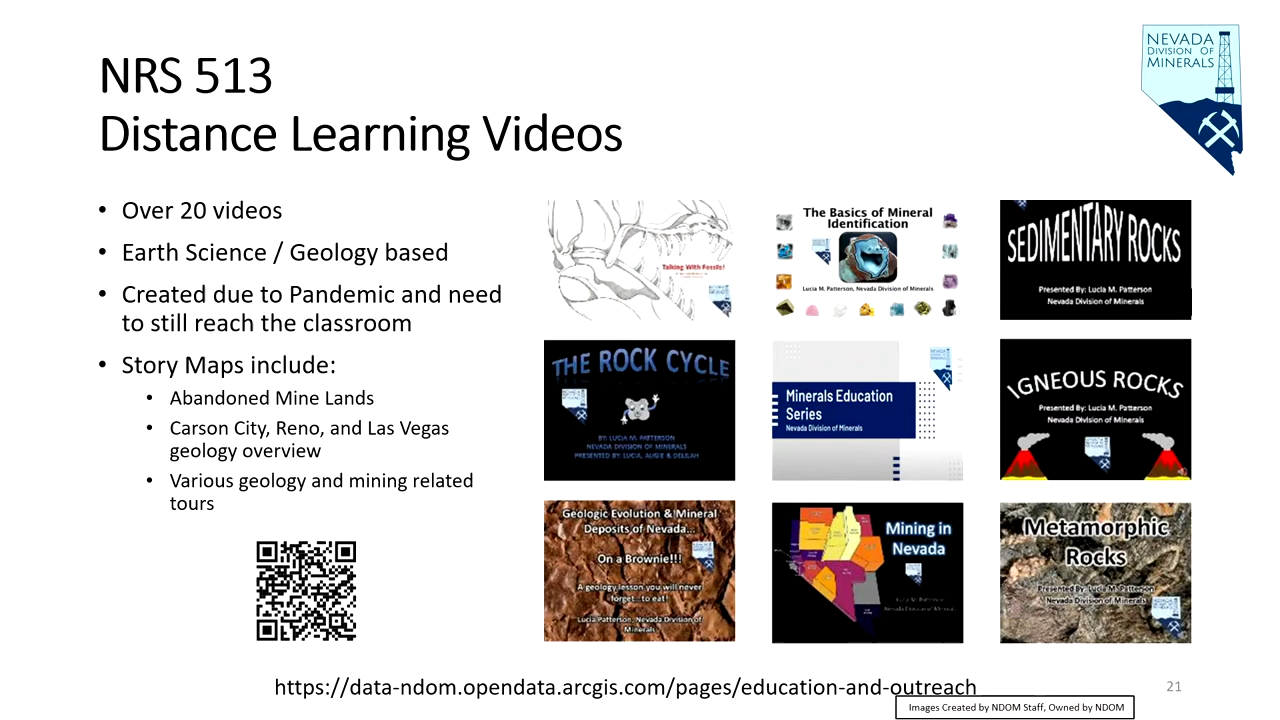 NRS 513
Distance Learning Videos
NEVADA
DIVISION OF
MINERALS
• Over 20 videos
• Earth Science / Geology based
• Created due to Pandemic and need
to still reach the classroom
• Story Maps include:
• Abandoned Mine Lands
• Carson City, Reno, and Las Vegas
geology overview
• Various geology and mining related
tours
Talking With Fossils!
The Basics of Mineral
Identification
Lucia M. Patterson, Nevada Division of Minerals
SEDIMENTARY ROCKS
Presented By: Lucia M. Patterson
Nevada Division of Minerals
THE ROCK CYCLE
BY: LUCIA M. PATTERSON
NEVADA DIVISION OF MINERALS
PRESENTED BY: LUCIA, AUGIE & DELILAH
Minerals Education
Series
Nevada Division of Minerals
IGNEOUS ROCKS
Presented By: Lucia M. Patterson
Nevada Division of Minerals
Geologic Evolution & Mineral
Deposits of Nevada...
On a Brownie!!!
A geology lesson you will never
forget...to eat!
Lucia Patterson, Nevada Division of
Minerals
Mining in
Nevada
Lucia M. Patterson
Nevada Division of Minerals
Metamorphic
Rocks
Presented By: Lucia M. Patterson
Nevada Division of Minerals
https://data-ndom.opendata.arcgis.com/pages/education-and-outreach
21
Images Created by NDOM Staff, Owned by NDOM